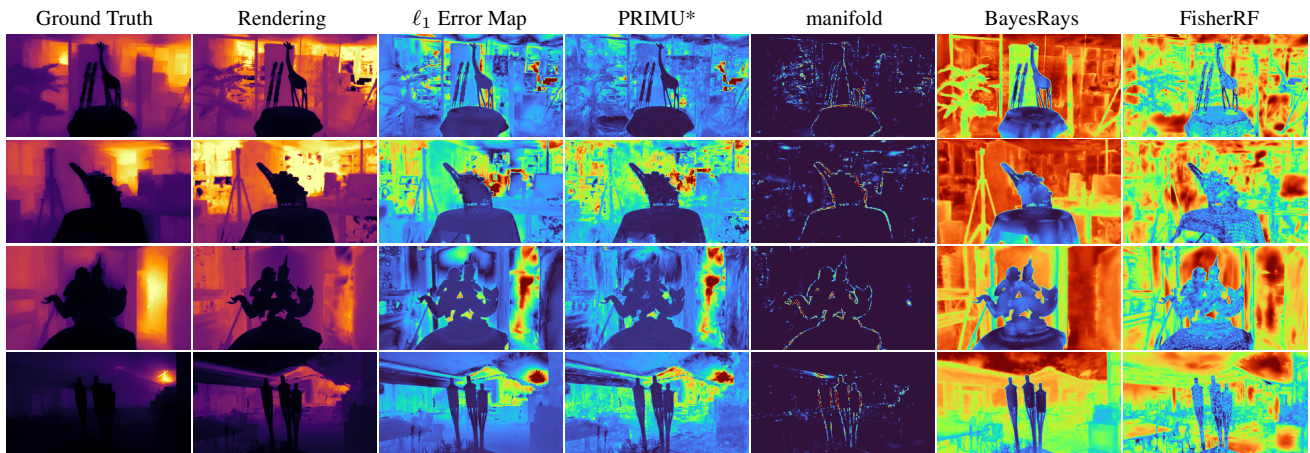 Ground Truth Rendering ℓ₁ Error Map PRIMU* manifold BayesRays FisherRF